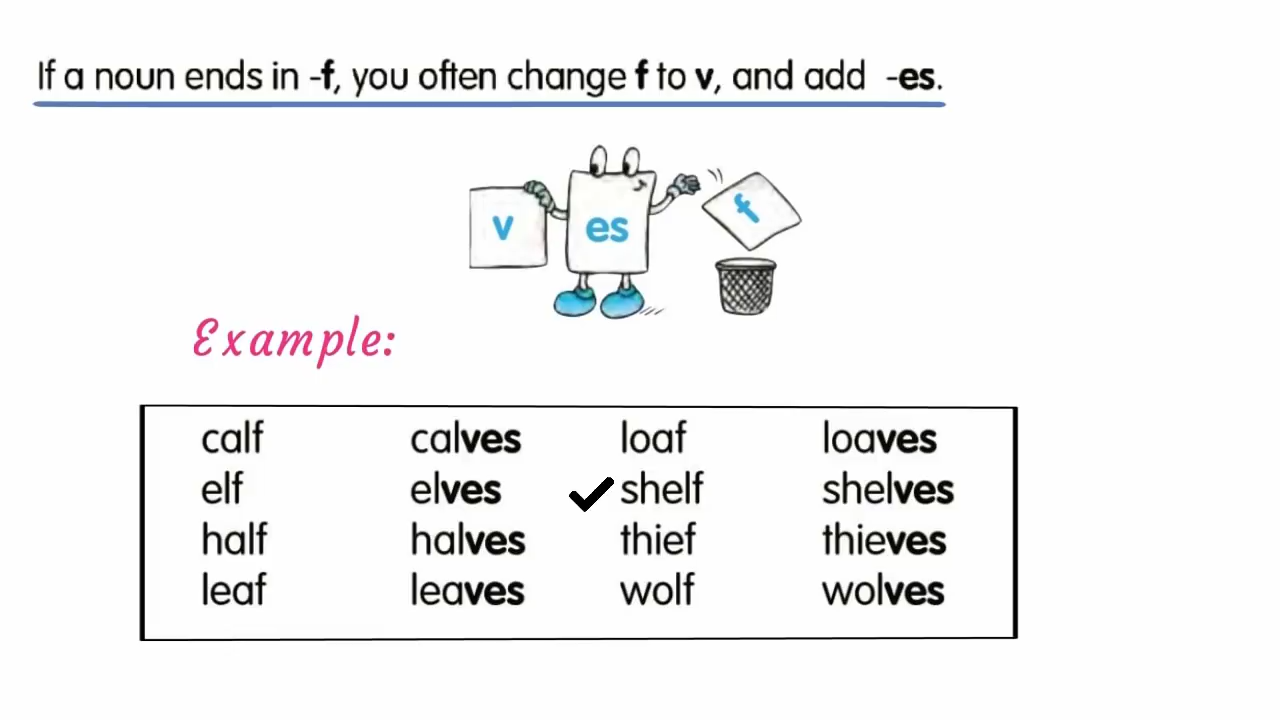 If a noun ends in -f, you often change f to v, and add -es.
v es f
Example:
calf calves loaf loaves
elf elves ✔ shelf shelves
half halves thief thieves
leaf leaves wolf wolves